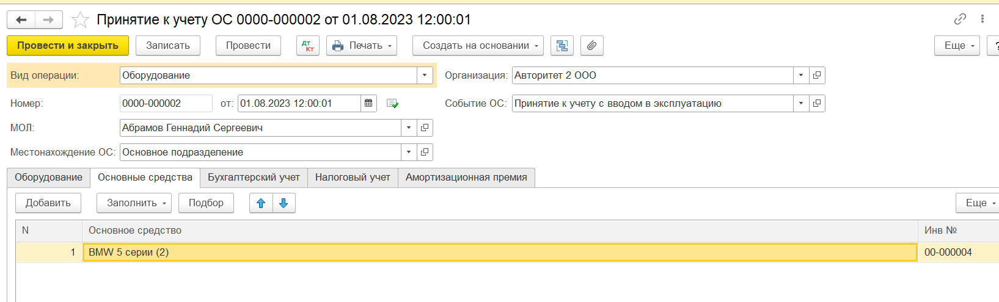 Принятие к учету ОС 0000-000002 от 01.08.2023 12:00:01
Провести и закрыть Записать Провести Дт Кт Печать Создать на основании Еще ?
Вид операции: Оборудование Организация: Авторитет 2 ООО
Номер: 0000-000002 от: 01.08.2023 12:00:01 Событие ОС: Принятие к учету с вводом в эксплуатацию
МОЛ: Абрамов Геннадий Сергеевич
Местонахождение ОС: Основное подразделение
Оборудование Основные средства Бухгалтерский учет Налоговый учет Амортизационная премия
Добавить Заполнить Подбор Еще
N Основное средство Инв №
1 BMW 5 серии (2) 00-000004